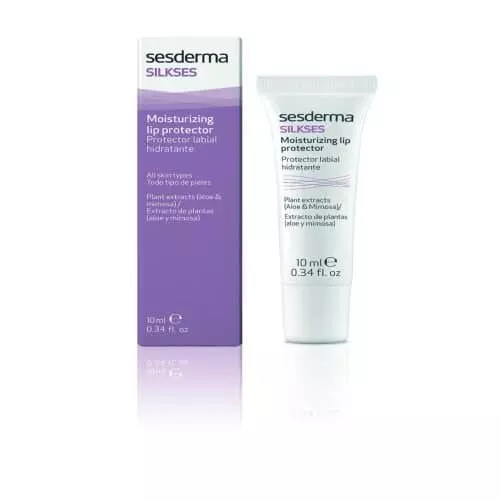 sesderma
SILKSES
Moisturizing
lip protector
Protector labial
hidratante
All skin types
Todo tipo de pieles
Plant extracts (aloe &
mimosa)/
Extracto de plantas
(aloe y mimosa)
10 ml ℮
0.34 fl. oz
sesderma
SILKSES
Moisturizing lip
protector
Protector labial
hidratante
Plant extracts
(Aloe & Mimosa)/
Extracto de plantas
(aloe y mimosa)
10 ml ℮
0.34 fl. oz